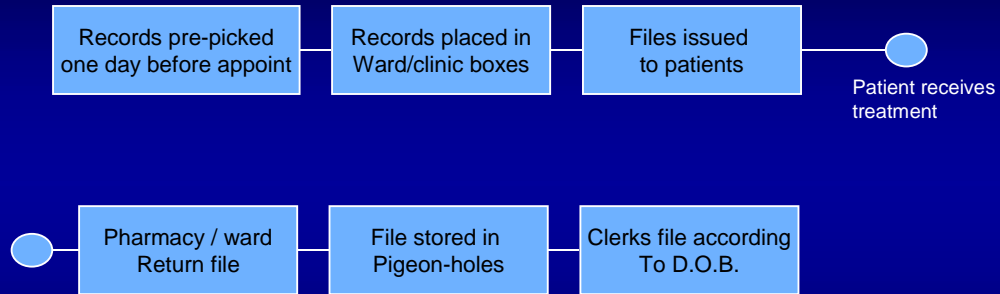 Records pre-picked
one day before appoint
Records placed in
Ward/clinic boxes
Files issued
to patients
Patient receives
treatment
Pharmacy / ward
Return file
File stored in
Pigeon-holes
Clerks file according
To D.O.B.